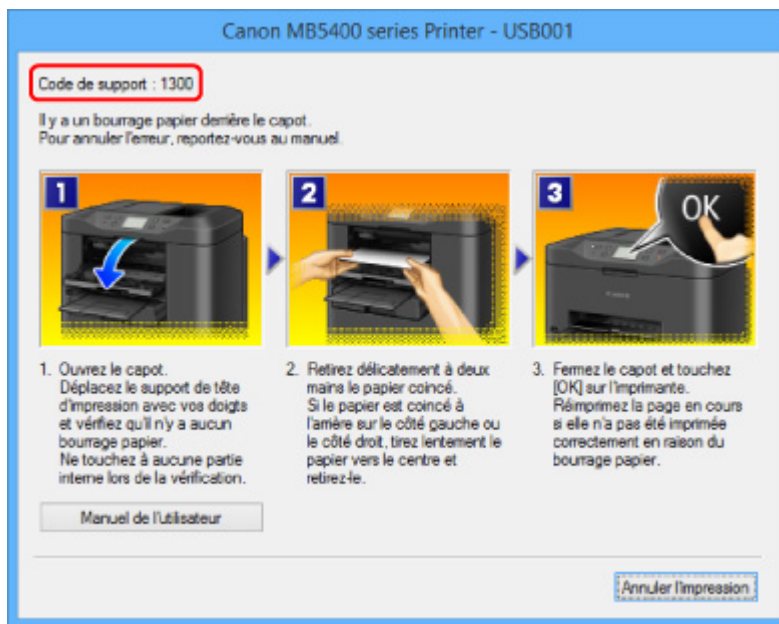 Canon MB5400 series Printer - USB001
Code de support : 1300
Il y a un bourrage papier derrière le capot.
Pour annuler l'erreur, reportez-vous au manuel.
1
2
3
OK
1. Ouvrez le capot.
Déplacez le support de tête
d'impression avec vos doigts
et vérifiez qu'il n'y a aucun
bourrage papier.
Ne touchez à aucune partie
interne lors de la vérification.
2. Retirez délicatement à deux
mains le papier coincé.
Si le papier est coincé à
l'arrière sur le côté gauche ou
le côté droit, tirez lentement le
papier vers le centre et
retirez-le.
3. Fermez le capot et touchez
[OK] sur l'imprimante.
Réimprimez la page en cours
si elle n'a pas été imprimée
correctement en raison du
bourrage papier.
Manuel de l'utilisateur
Annuler l'impression